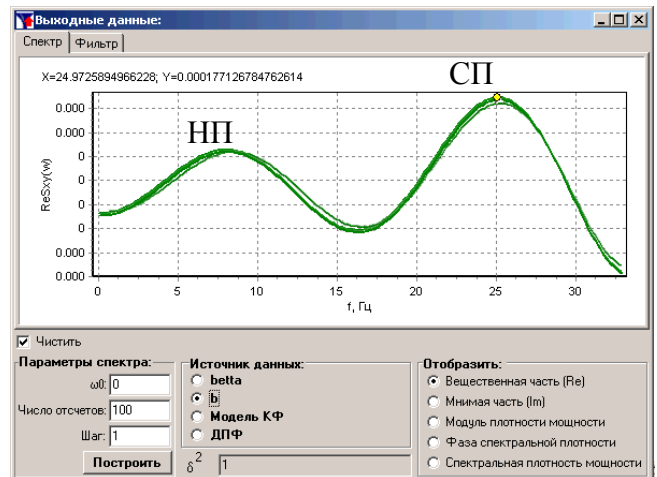 Выходные данные:
Спектр Фильтр
X=24.9725894966228; Y=0.000177126784762614
СП
НП
0.000
0.000
0
0
0
0
0.000
0.000
ReSxy(w)
0 5 10 15 20 25 30
f, Гц
Чистить
Параметры спектра:
ω0: 0
Число отсчетов: 100
Шаг: 1
Построить
Источник данных:
betta
b
Модель КФ
ДПФ
δ2 1
Отобразить:
Вещественная часть (Re)
Мнимая часть (Im)
Модуль плотности мощности
Фаза спектральной плотности
Спектральная плотность мощности